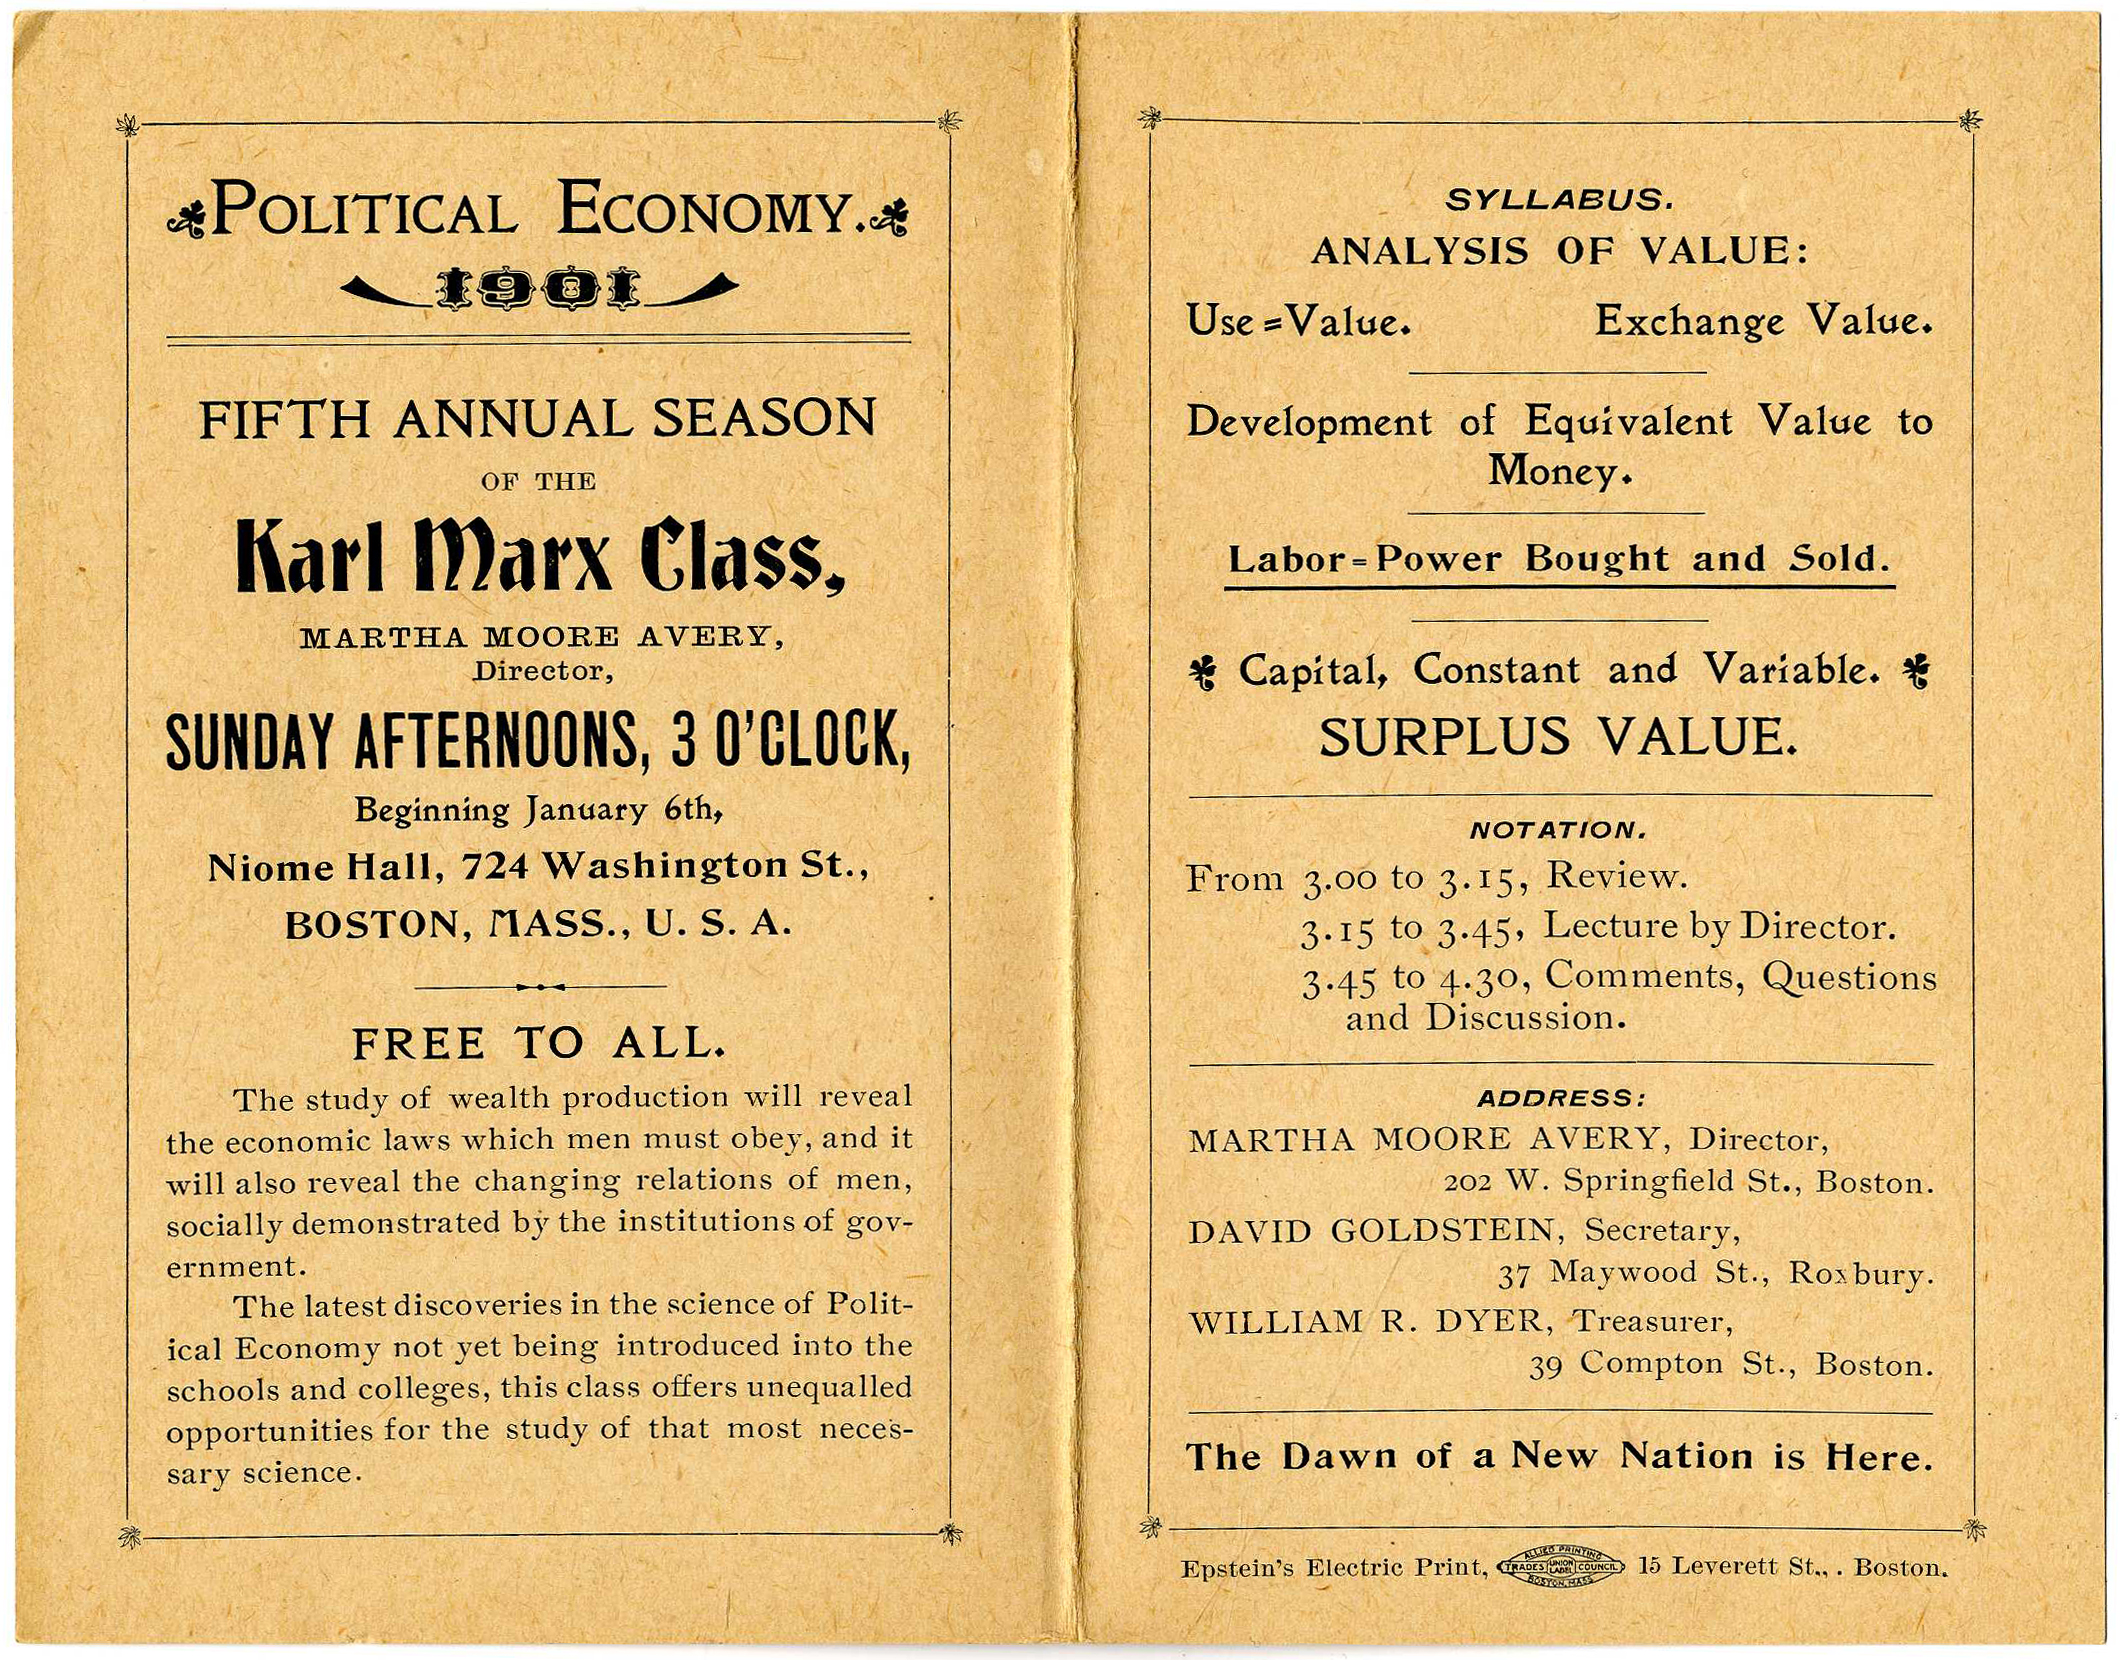 POLITICAL ECONOMY.
1901
FIFTH ANNUAL SEASON
OF THE
Karl Marx Class,
MARTHA MOORE AVERY,
Director,
SUNDAY AFTERNOONS, 3 O'CLOCK,
Beginning January 6th,
Niome Hall, 724 Washington St.,
BOSTON, MASS., U. S. A.
FREE TO ALL.
The study of wealth production will reveal
the economic laws which men must obey, and it
will also reveal the changing relations of men,
socially demonstrated by the institutions of gov-
ernment.
The latest discoveries in the science of Polit-
ical Economy not yet being introduced into the
schools and colleges, this class offers unequalled
opportunities for the study of that most neces-
sary science.
SYLLABUS.
ANALYSIS OF VALUE:
Use=Value. Exchange Value.
Development of Equivalent Value to
Money.
Labor=Power Bought and Sold.
Capital, Constant and Variable.
SURPLUS VALUE.
NOTATION.
From 3.00 to 3.15, Review.
3.15 to 3.45, Lecture by Director.
3.45 to 4.30, Comments, Questions
and Discussion.
ADDRESS:
MARTHA MOORE AVERY, Director,
202 W. Springfield St., Boston.
DAVID GOLDSTEIN, Secretary,
37 Maywood St., Roxbury.
WILLIAM R. DYER, Treasurer,
39 Compton St., Boston.
The Dawn of a New Nation is Here.
Epstein's Electric Print, ALLIED PRINTING TRADES UNION LABEL COUNCIL BOSTON, MASS. 15 Leverett St., . Boston.